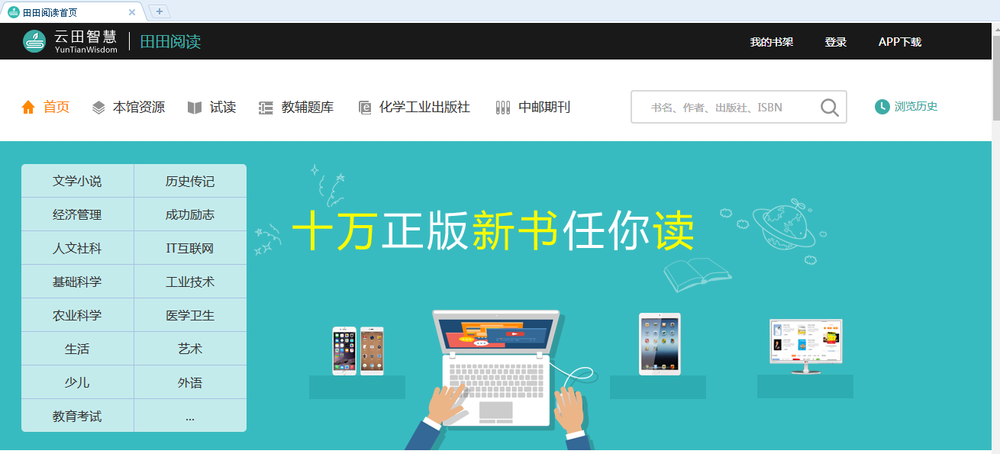 田田阅读首页
云田智慧
YunTianWisdom
田田阅读
我的书架 登录 APP下载
首页 本馆资源 试读 教辅题库 化学工业出版社 中邮期刊
书名、作者、出版社、ISBN
浏览历史
文学小说 历史传记
经济管理 成功励志
人文社科 IT互联网
基础科学 工业技术
农业科学 医学卫生
生活 艺术
少儿 外语
教育考试 ...
十万正版新书任你读